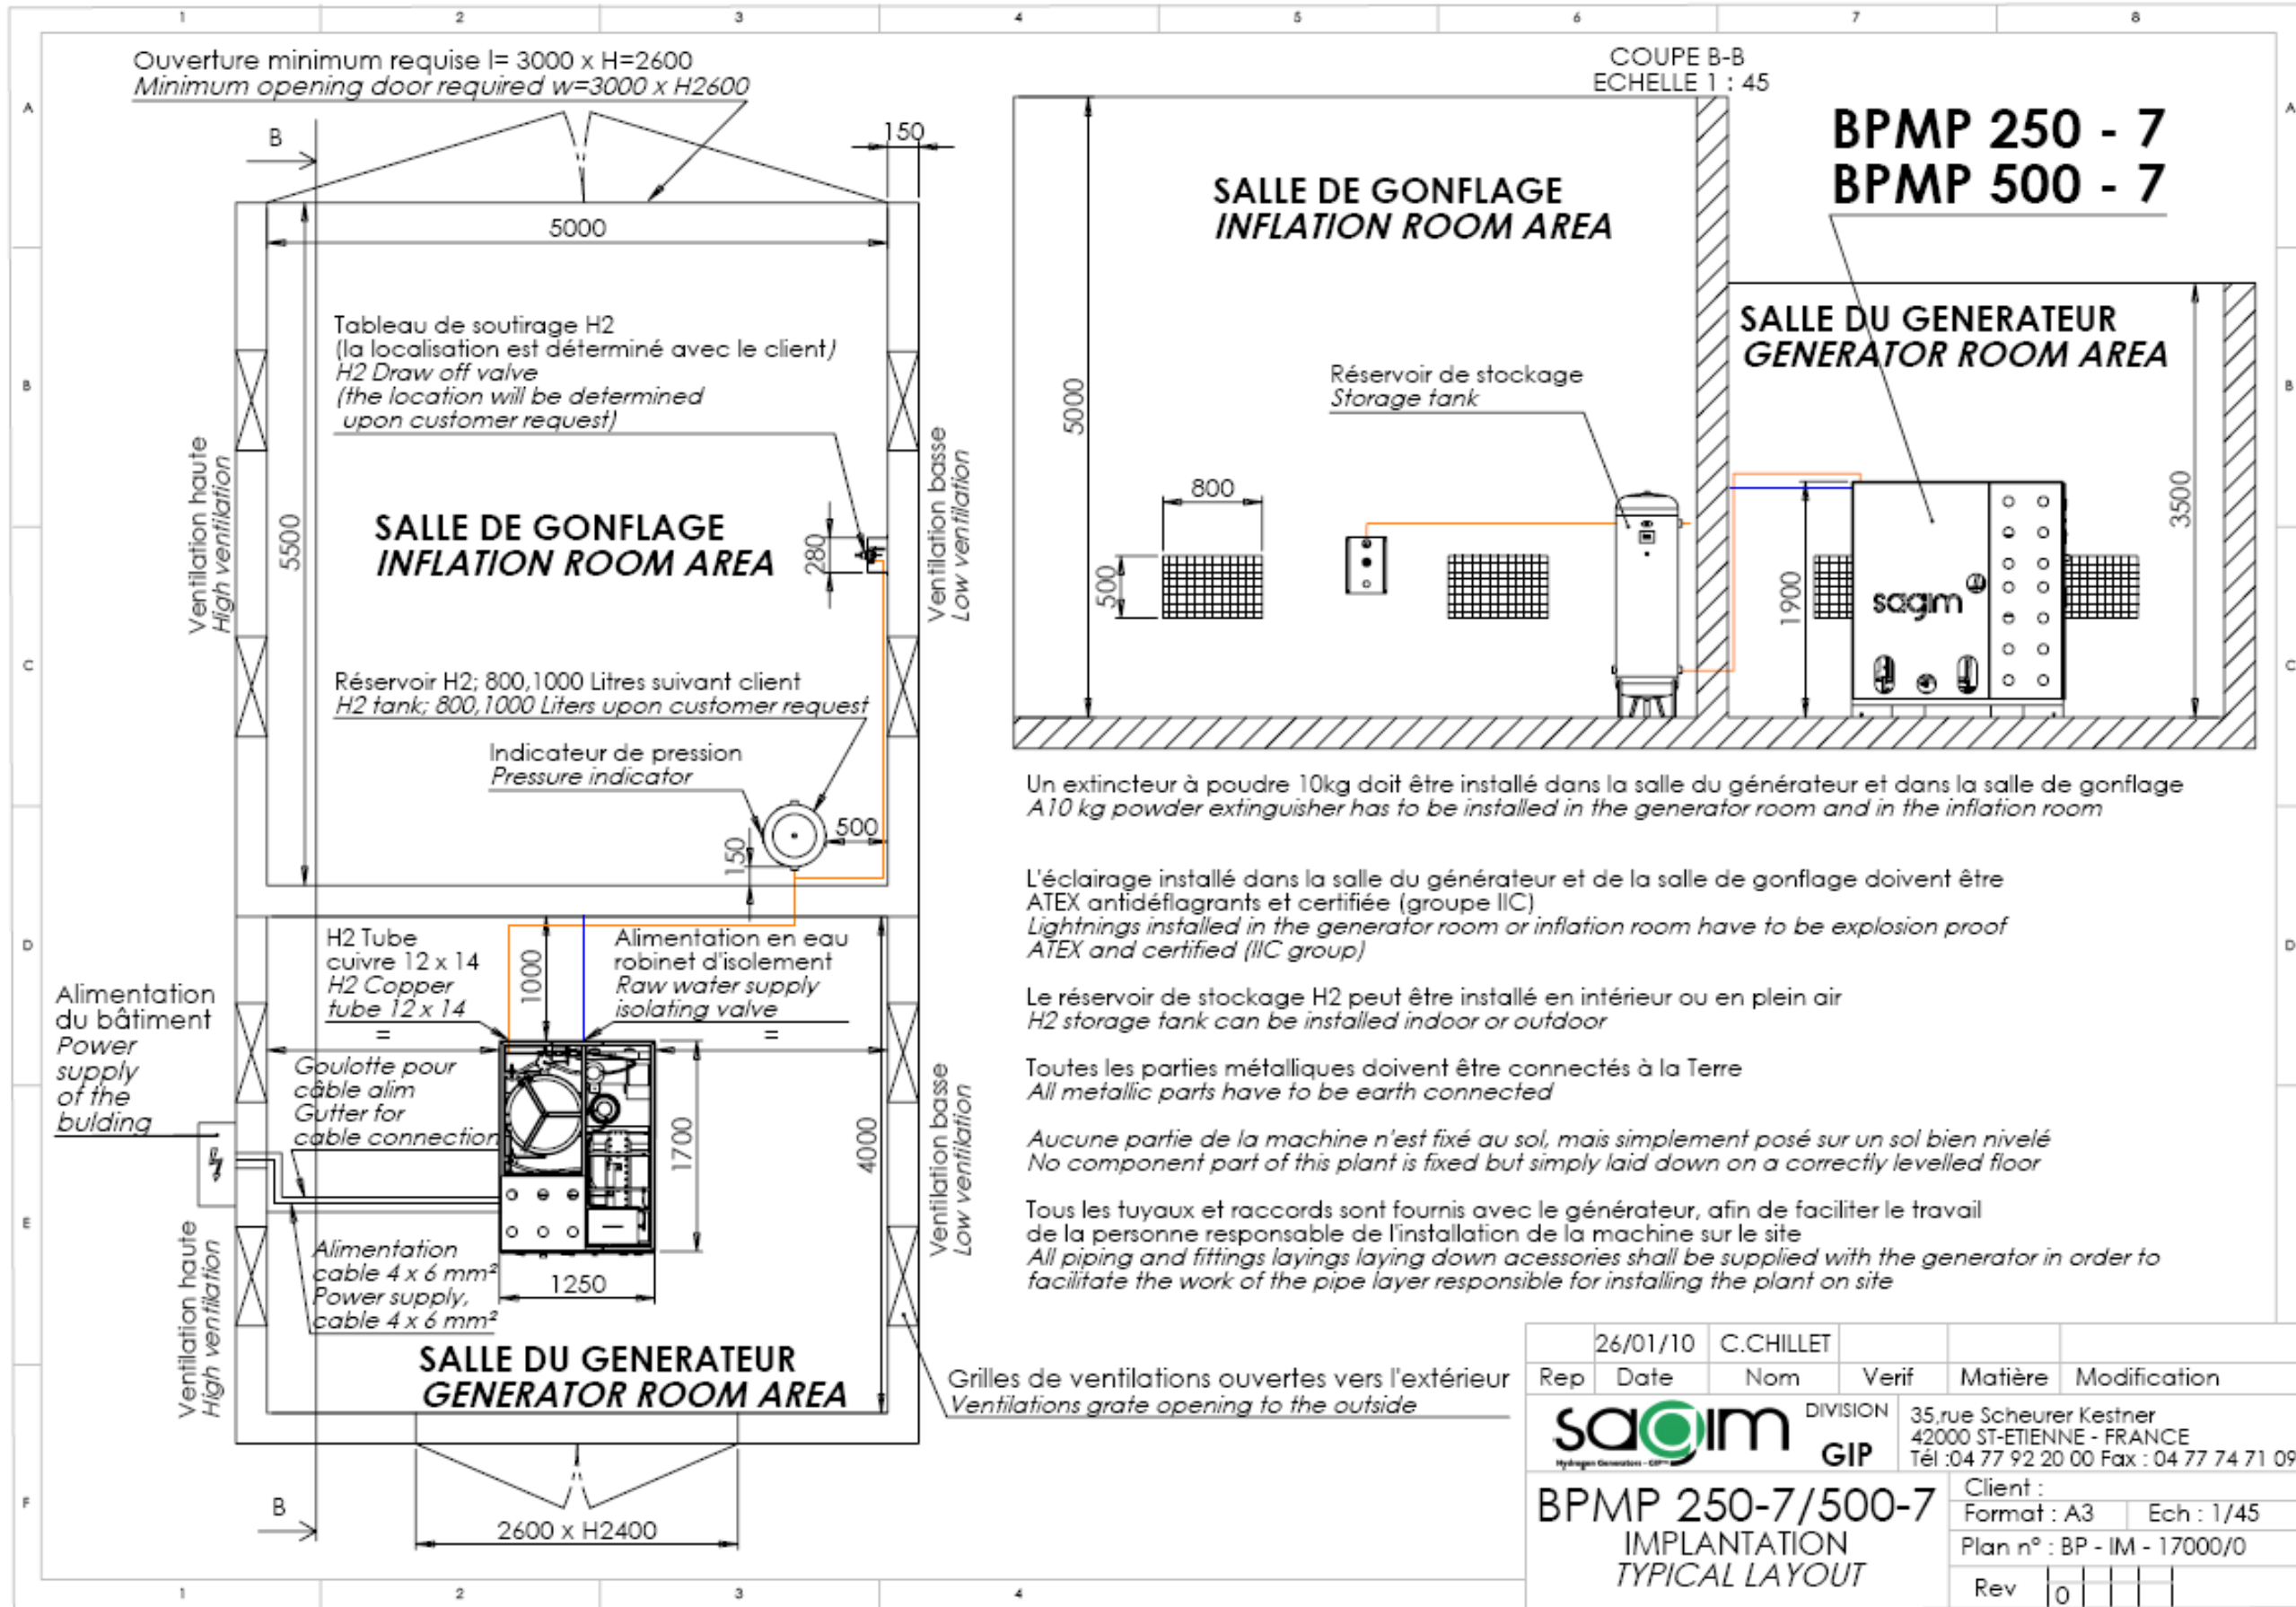 1 2 3 4 5 6 7 8
A
B
C
D
E
F
Ouverture minimum requise l= 3000 x H=2600
Minimum opening door required w=3000 x H2600
B
150
5000
5500
Tableau de soutirage H2
(la localisation est déterminé avec le client)
H2 Draw off valve
(the location will be determined
upon customer request)
Ventilation haute
High ventilation
Ventilation basse
Low ventilation
SALLE DE GONFLAGE
INFLATION ROOM AREA
280
Réservoir H2; 800,1000 Litres suivant client
H2 tank; 800,1000 Liters upon customer request
Indicateur de pression
Pressure indicator
500
150
H2 Tube
cuivre 12 x 14
H2 Copper
tube 12 x 14
=
1000
Alimentation en eau
robinet d'isolement
Raw water supply
isolating valve
=
Alimentation
du bâtiment
Power
supply
of the
bulding
Goulotte pour
câble alim
Gutter for
cable connection
1700
4000
Alimentation
cable 4 x 6 mm²
Power supply,
cable 4 x 6 mm²
1250
Ventilation haute
High ventilation
Ventilation basse
Low ventilation
SALLE DU GENERATEUR
GENERATOR ROOM AREA
Grilles de ventilations ouvertes vers l'extérieur
Ventilations grate opening to the outside
B
2600 x H2400
COUPE B-B
ECHELLE 1 : 45
BPMP 250 - 7
BPMP 500 - 7
SALLE DE GONFLAGE
INFLATION ROOM AREA
SALLE DU GENERATEUR
GENERATOR ROOM AREA
Réservoir de stockage
Storage tank
5000
800
500
1900
3500
sagim
Un extincteur à poudre 10kg doit être installé dans la salle du générateur et dans la salle de gonflage
A10 kg powder extinguisher has to be installed in the generator room and in the inflation room
L'éclairage installé dans la salle du générateur et de la salle de gonflage doivent être
ATEX antidéflagrants et certifiée (groupe IIC)
Lightnings installed in the generator room or inflation room have to be explosion proof
ATEX and certified (IIC group)
Le réservoir de stockage H2 peut être installé en intérieur ou en plein air
H2 storage tank can be installed indoor or outdoor
Toutes les parties métalliques doivent être connectés à la Terre
All metallic parts have to be earth connected
Aucune partie de la machine n'est fixé au sol, mais simplement posé sur un sol bien nivelé
No component part of this plant is fixed but simply laid down on a correctly levelled floor
Tous les tuyaux et raccords sont fournis avec le générateur, afin de faciliter le travail
de la personne responsable de l'installation de la machine sur le site
All piping and fittings layings laying down acessories shall be supplied with the generator in order to
facilitate the work of the pipe layer responsible for installing the plant on site
26/01/10 C.CHILLET
Rep Date Nom Verif Matière Modification
sagim
Hydrogen Generators - GIP
DIVISION
GIP
35,rue Scheurer Kestner
42000 ST-ETIENNE - FRANCE
Tél :04 77 92 20 00 Fax : 04 77 74 71 09
BPMP 250-7/500-7
IMPLANTATION
TYPICAL LAYOUT
Client :
Format : A3 Ech : 1/45
Plan n° : BP - IM - 17000/0
Rev 0
A
B
C
D
1 2 3 4